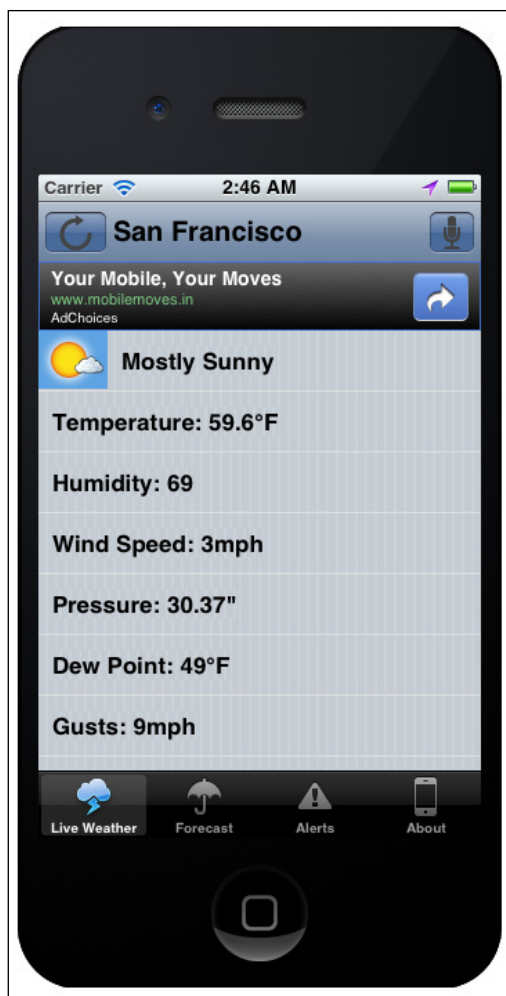 Carrier 2:46 AM
San Francisco
Your Mobile, Your Moves
www.mobilemoves.in
AdChoices
Mostly Sunny
Temperature: 59.6°F
Humidity: 69
Wind Speed: 3mph
Pressure: 30.37"
Dew Point: 49°F
Gusts: 9mph
Live Weather Forecast Alerts About